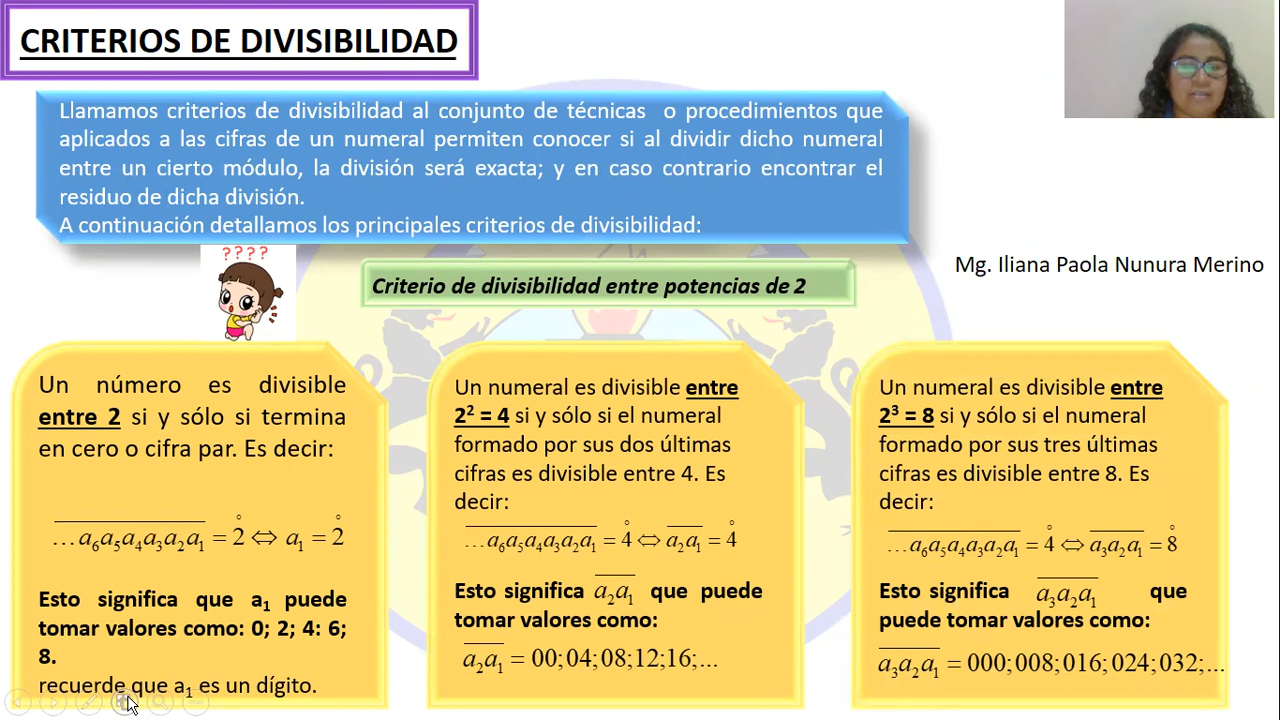 CRITERIOS DE DIVISIBILIDAD
Llamamos criterios de divisibilidad al conjunto de técnicas o procedimientos que
aplicados a las cifras de un numeral permiten conocer si al dividir dicho numeral
entre un cierto módulo, la división será exacta; y en caso contrario encontrar el
residuo de dicha división.
A continuación detallamos los principales criterios de divisibilidad:
????
Mg. Iliana Paola Nunura Merino
Criterio de divisibilidad entre potencias de 2
Un número es divisible
entre 2 si y sólo si termina
en cero o cifra par. Es decir:
...a₆a₅a₄a₃a₂a₁ = 2̊ ⇔ a₁ = 2̊
Esto significa que a₁ puede
tomar valores como: 0; 2; 4: 6;
8.
recuerde que a₁ es un dígito.
Un numeral es divisible entre
2² = 4 si y sólo si el numeral
formado por sus dos últimas
cifras es divisible entre 4. Es
decir:
...a₆a₅a₄a₃a₂a₁ = 4̊ ⇔ a₂a₁ = 4̊
Esto significa a₂a₁ que puede
tomar valores como:
a₂a₁ = 00;04;08;12;16;...
Un numeral es divisible entre
2³ = 8 si y sólo si el numeral
formado por sus tres últimas
cifras es divisible entre 8. Es
decir:
...a₆a₅a₄a₃a₂a₁ = 4̊ ⇔ a₃a₂a₁ = 8̊
Esto significa a₃a₂a₁ que
puede tomar valores como:
a₃a₂a₁ = 000;008;016;024;032;...